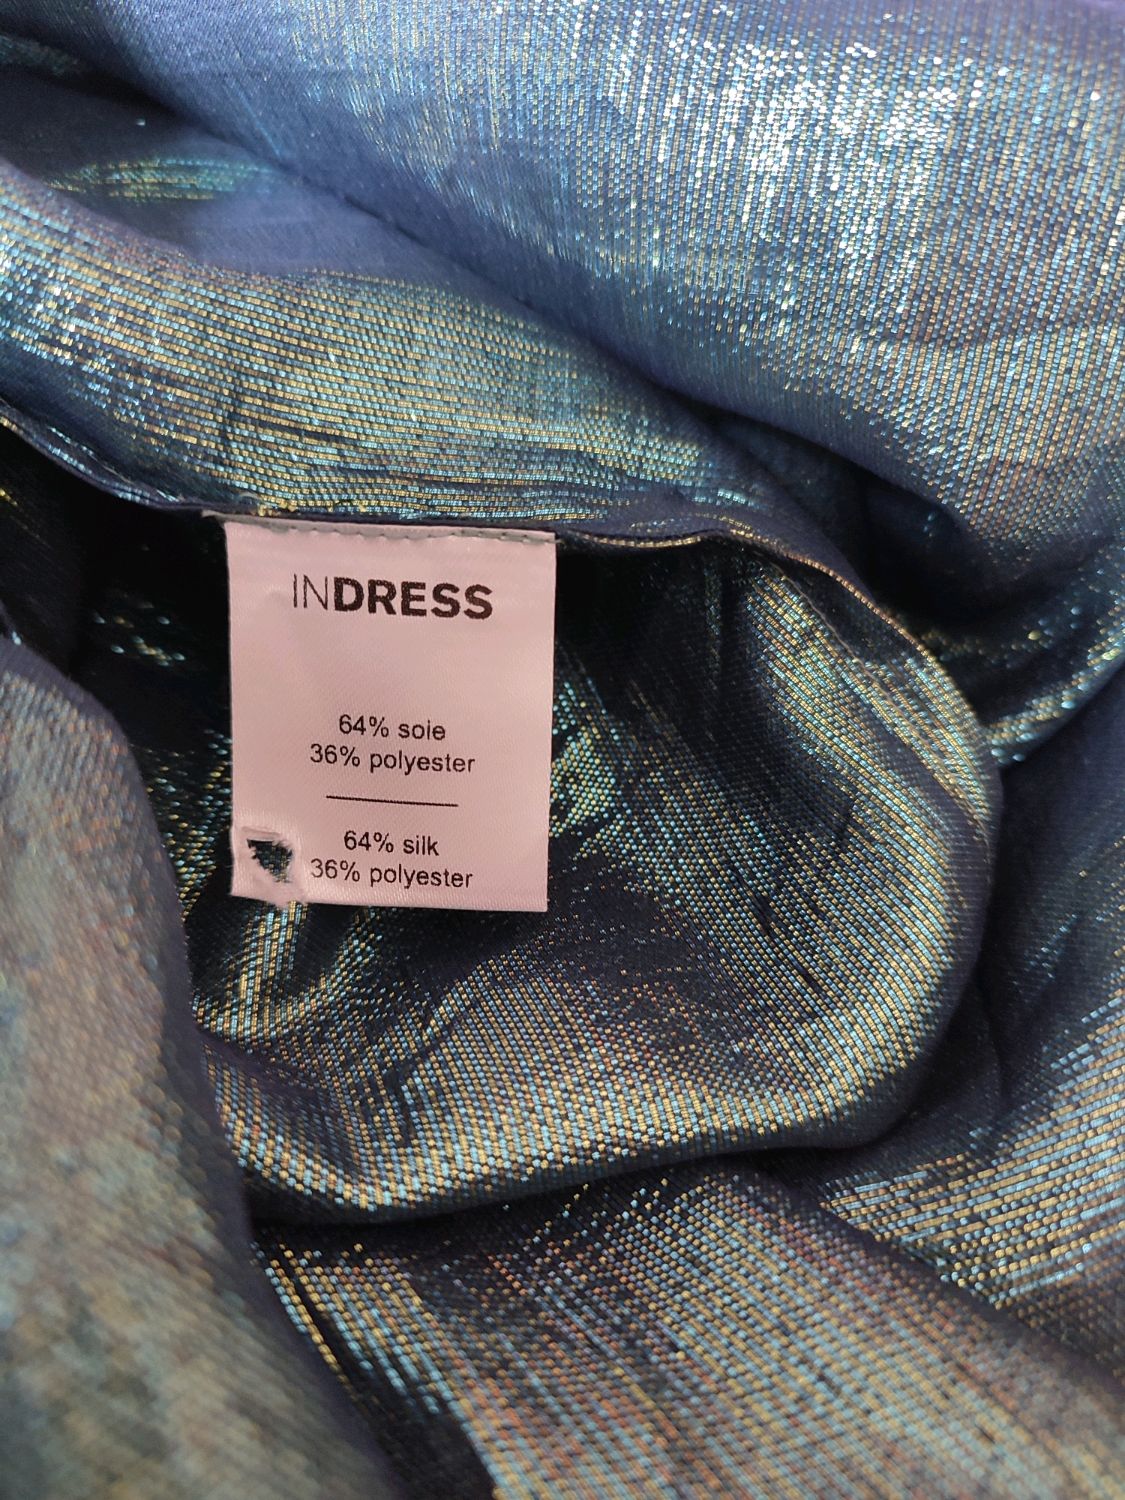 INDRESS
64% soie
36% polyester
64% silk
36% polyester